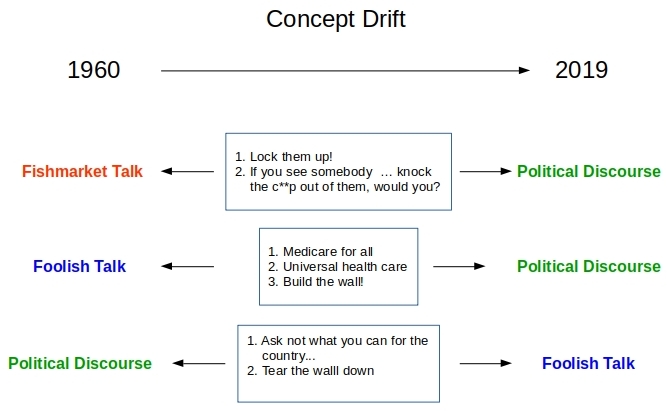 Concept Drift
1960
2019
1. Lock them up!
2. If you see somebody ... knock
the c**p out of them, would you?
Fishmarket Talk
Political Discourse
1. Medicare for all
2. Universal health care
3. Build the wall!
Foolish Talk
Political Discourse
1. Ask not what you can for the
country...
2. Tear the walll down
Political Discourse
Foolish Talk